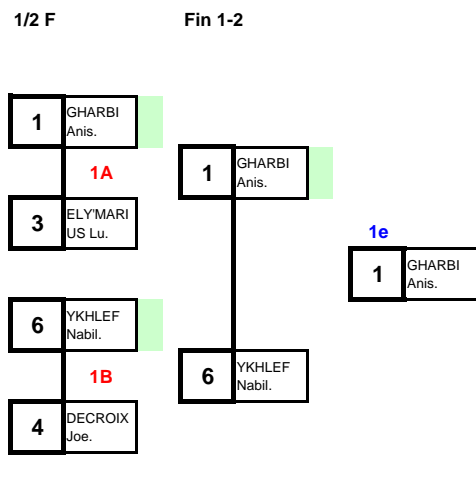 1/2 F
Fin 1-2
1
GHARBI
Anis.
1A
3
ELY'MARI
US Lu.
6
YKHLEF
Nabil.
1B
4
DECROIX
Joe.
1
GHARBI
Anis.
6
YKHLEF
Nabil.
1e
1
GHARBI
Anis.